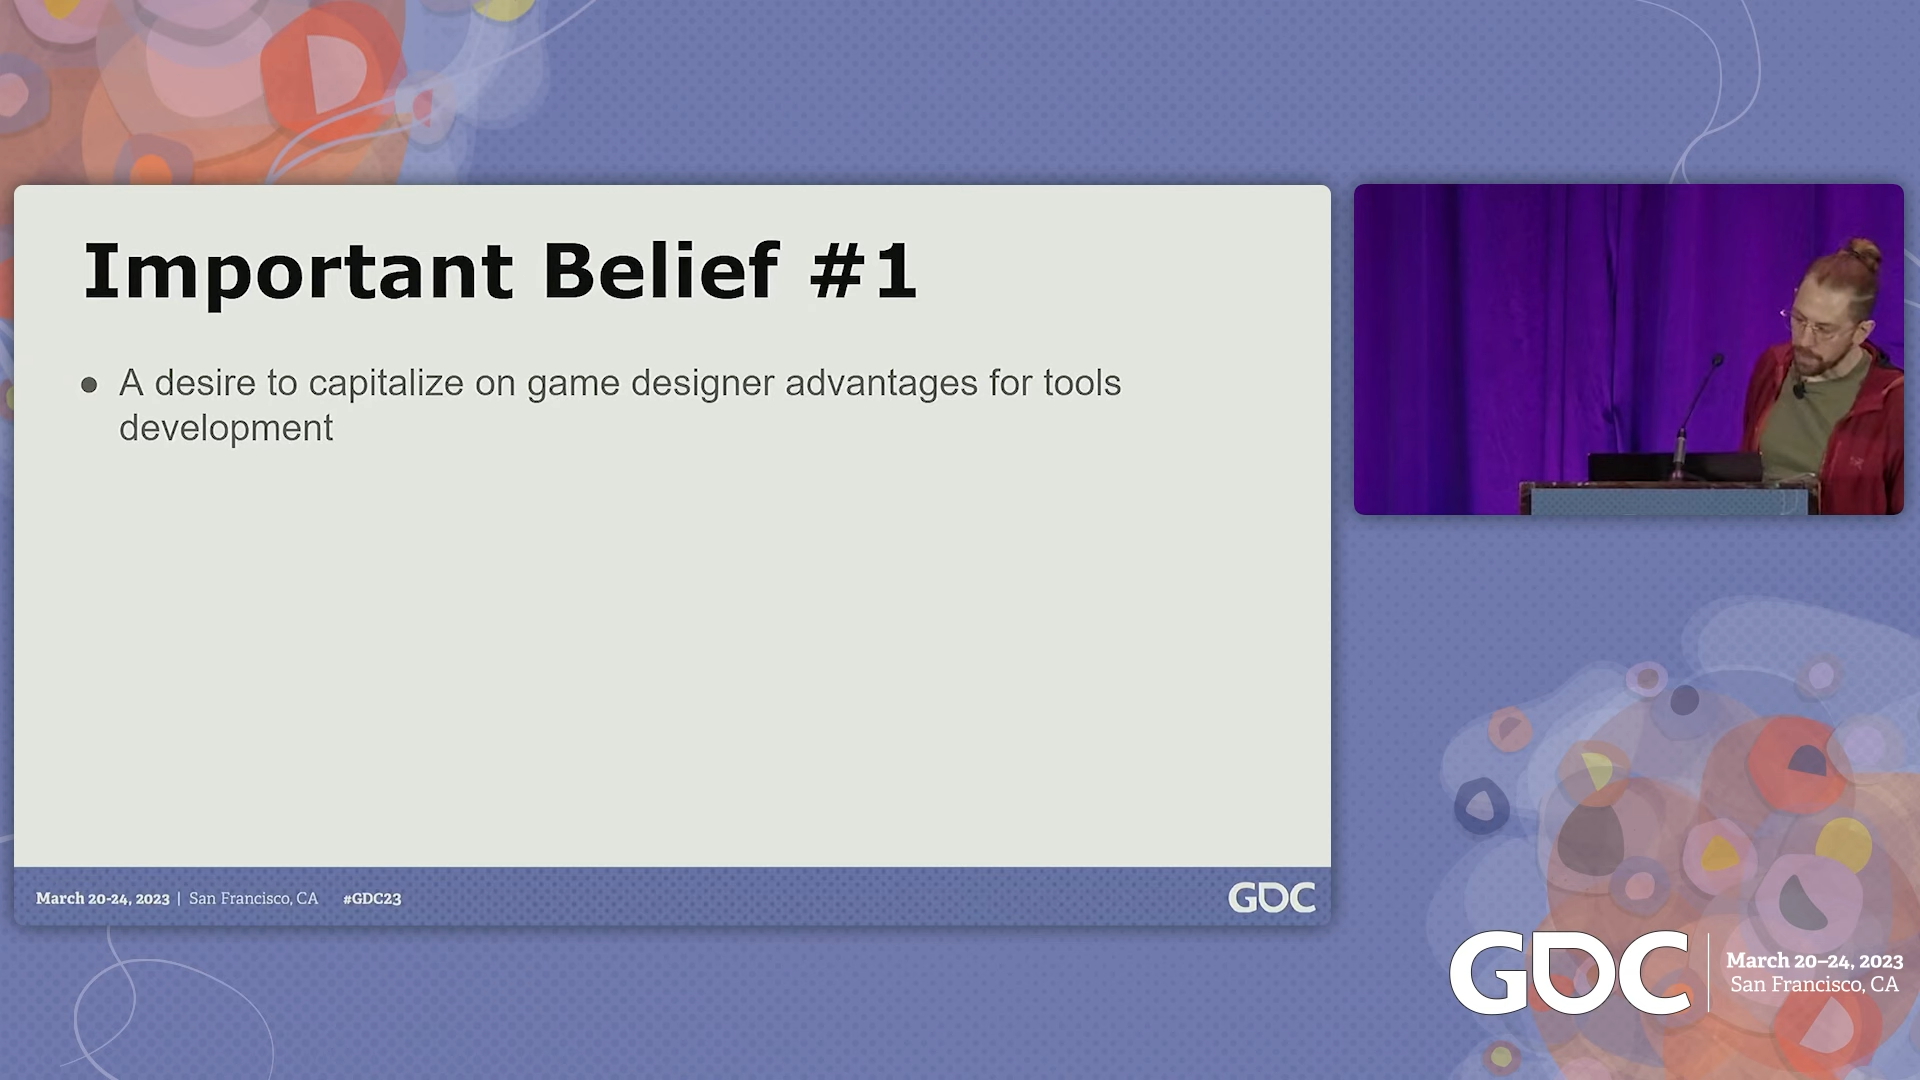 Important Belief #1
● A desire to capitalize on game designer advantages for tools
development
March 20-24, 2023 | San Francisco, CA #GDC23
GDC
GDC
March 20–24, 2023
San Francisco, CA